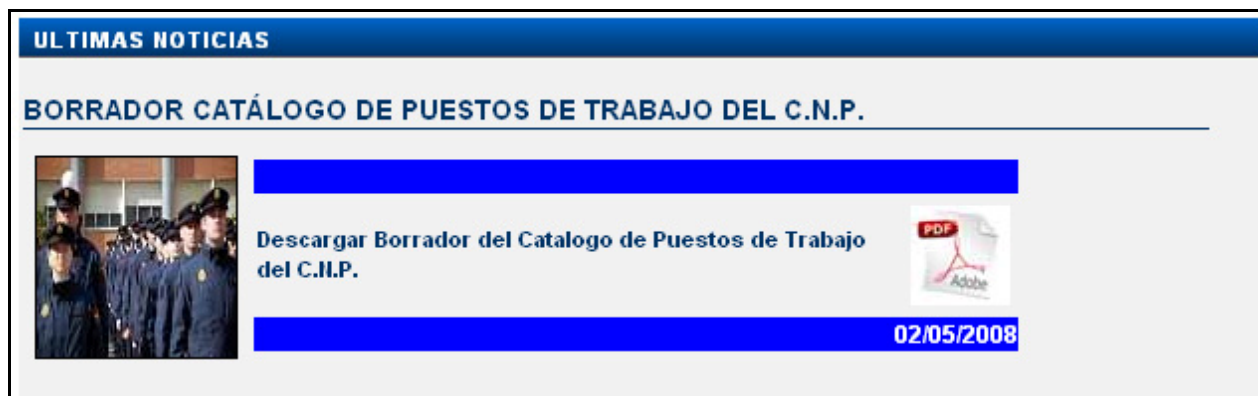 ULTIMAS NOTICIAS
BORRADOR CATÁLOGO DE PUESTOS DE TRABAJO DEL C.N.P.
Descargar Borrador del Catalogo de Puestos de Trabajo
del C.N.P.
PDF
Adobe
02/05/2008